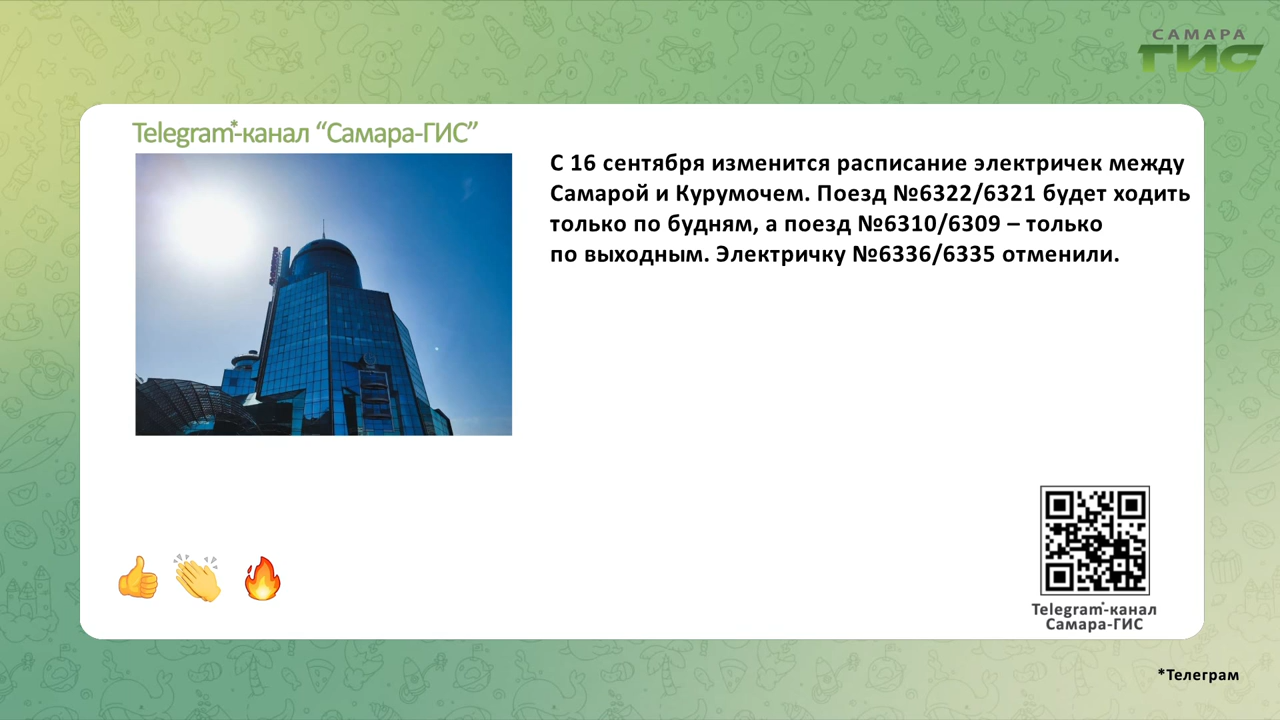 САМАРА
ГИС
Telegram*-канал “Самара-ГИС”
С 16 сентября изменится расписание электричек между
Самарой и Курумочем. Поезд №6322/6321 будет ходить
только по будням, а поезд №6310/6309 – только
по выходным. Электричку №6336/6335 отменили.
Telegram*-канал
Самара-ГИС
*Телеграм